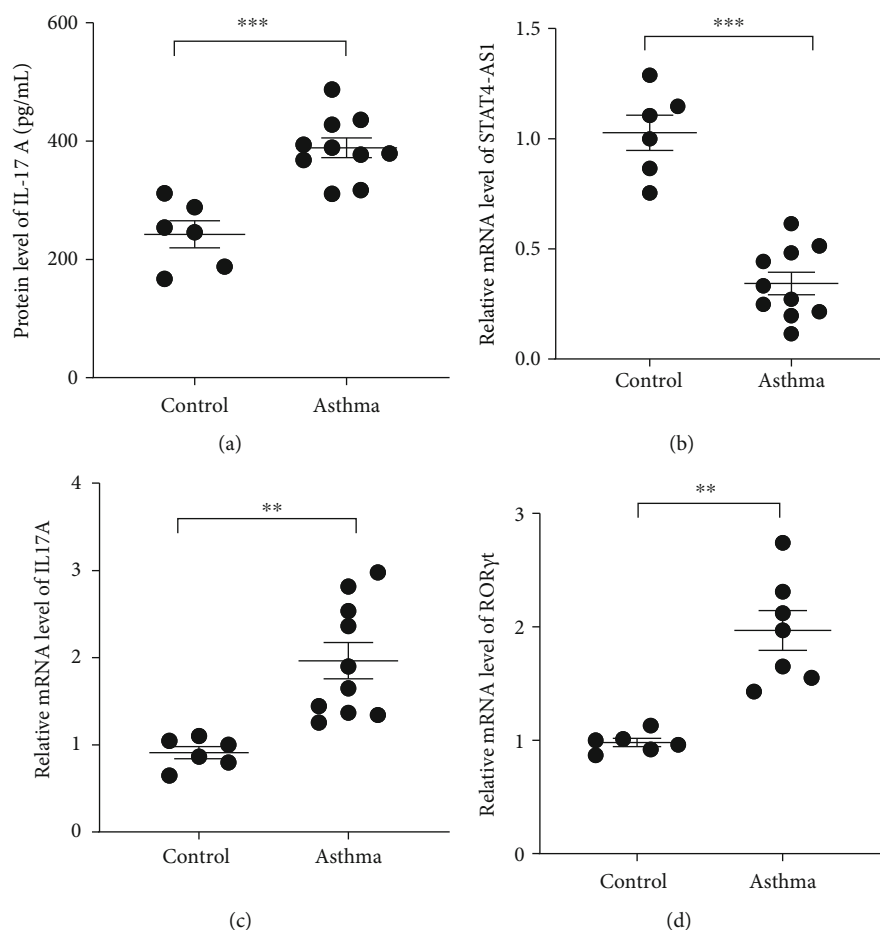 Protein level of IL-17 A (pg/mL)
600
400
200
0
***
Control
Asthma
(a)
Relative mRNA level of STAT4-AS1
1.5
1.0
0.5
0.0
***
Control
Asthma
(b)
Relative mRNA level of IL17A
4
3
2
1
0
**
Control
Asthma
(c)
Relative mRNA level of RORγt
3
2
1
0
**
Control
Asthma
(d)